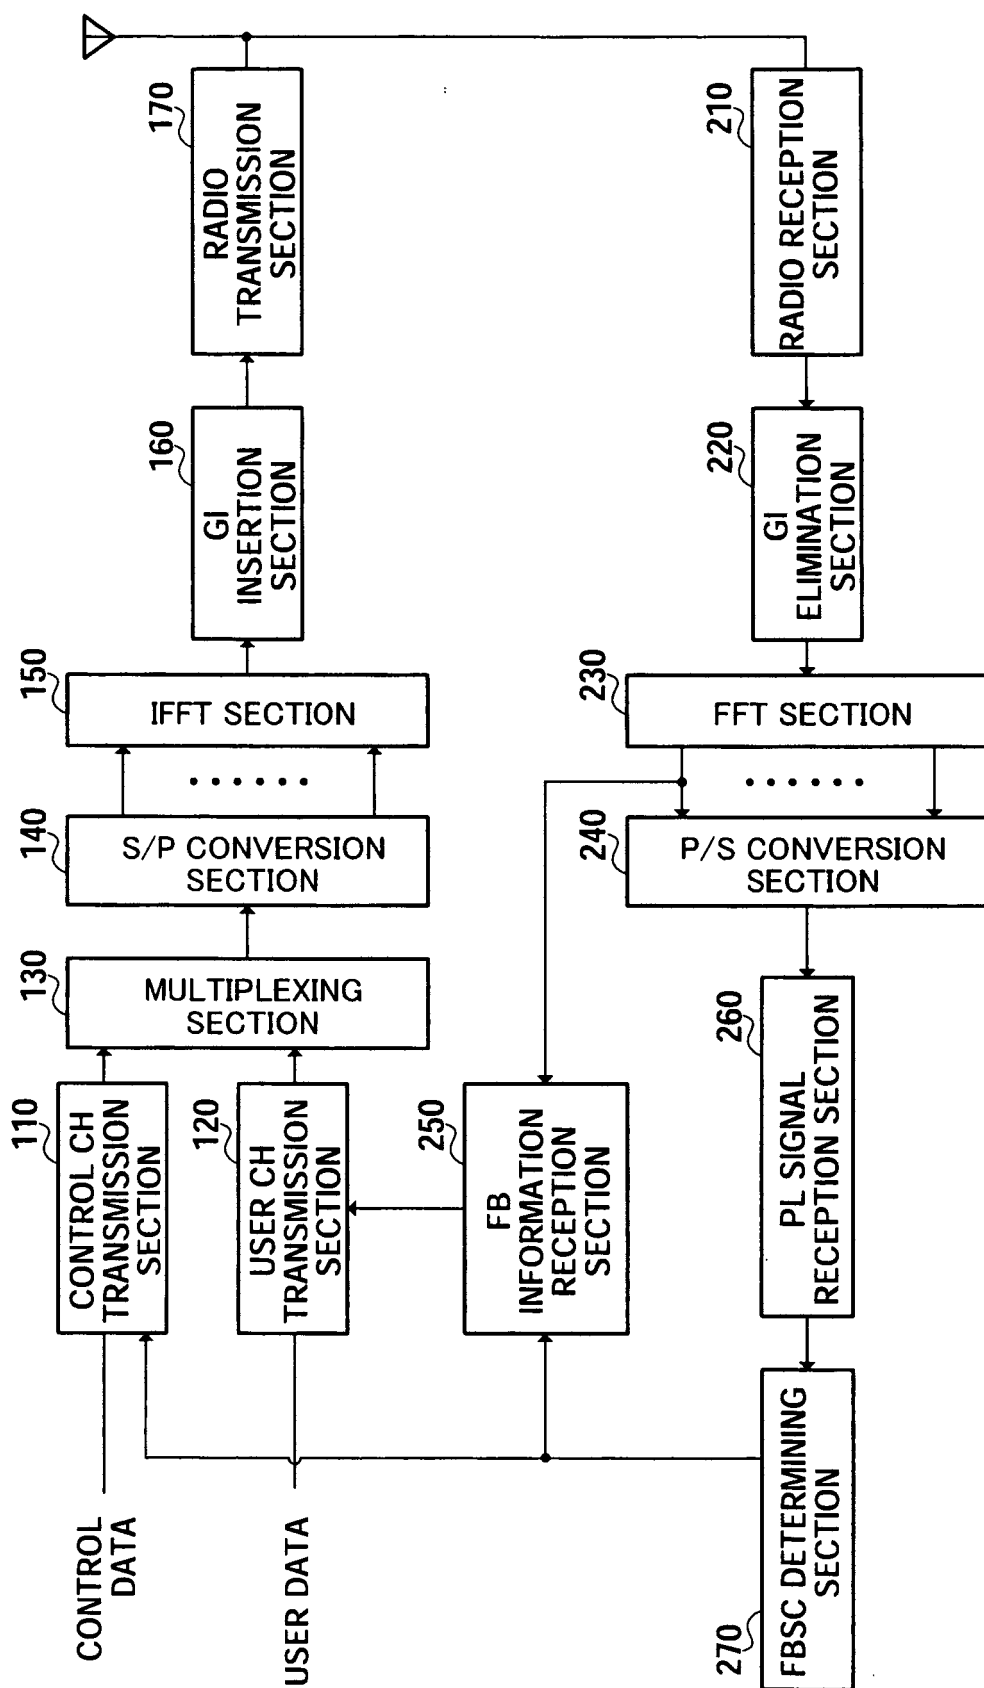 CONTROL
DATA
USER DATA
110
CONTROL CH
TRANSMISSION
SECTION
120
USER CH
TRANSMISSION
SECTION
130
MULTIPLEXING
SECTION
140
S/P CONVERSION
SECTION
150
IFFT SECTION
160
GI
INSERTION
SECTION
170
RADIO
TRANSMISSION
SECTION
250
FB
INFORMATION
RECEPTION
SECTION
270
FBSC DETERMINING
SECTION
260
PL SIGNAL
RECEPTION SECTION
240
P/S CONVERSION
SECTION
230
FFT SECTION
220
GI
ELIMINATION
SECTION
210
RADIO RECEPTION
SECTION